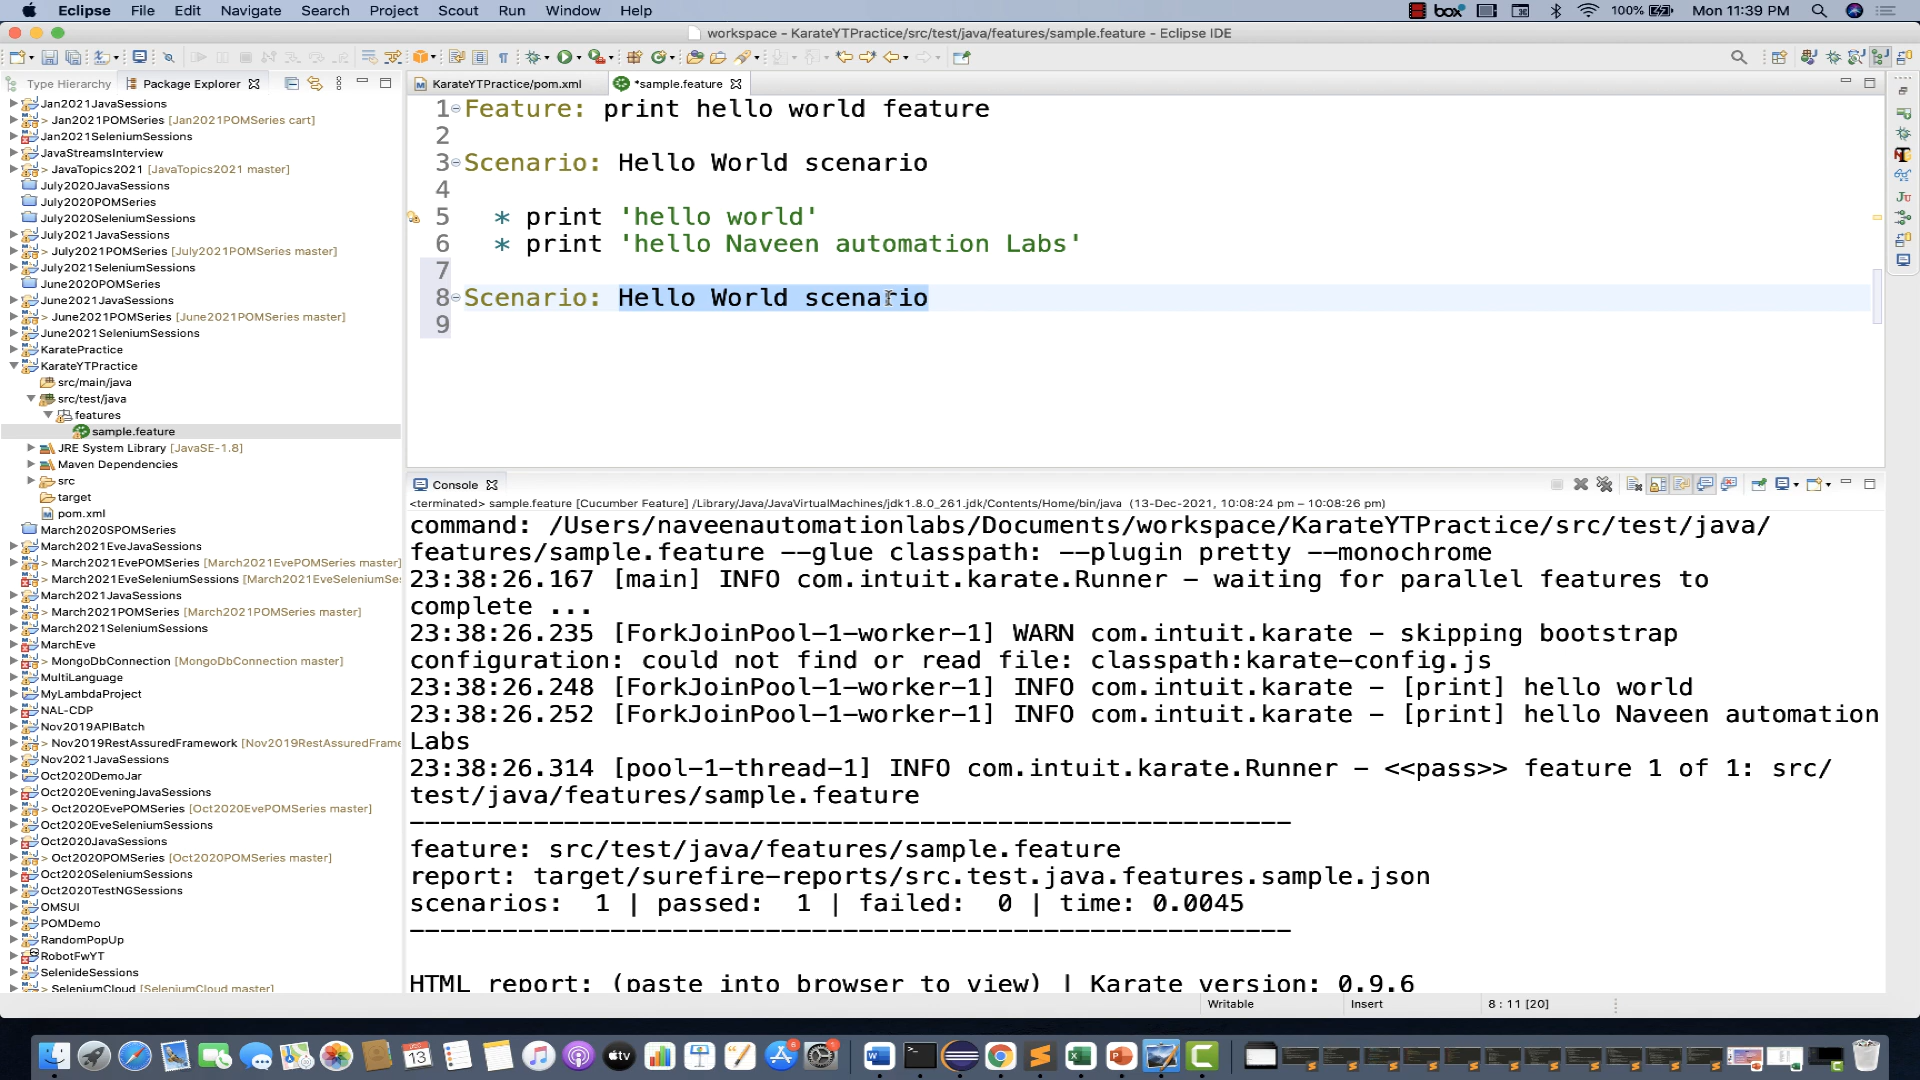 Eclipse File Edit Navigate Search Project Scout Run Window Help
box 100% Mon 11:39 PM
workspace - KarateYTPractice/src/test/java/features/sample.feature - Eclipse IDE
Type Hierarchy Package Explorer
KarateYTPractice/pom.xml *sample.feature
Jan2021JavaSessions
> Jan2021POMSeries [Jan2021POMSeries cart]
Jan2021SeleniumSessions
JavaStreamsInterview
> JavaTopics2021 [JavaTopics2021 master]
July2020JavaSessions
July2020POMSeries
July2020SeleniumSessions
July2021JavaSessions
> July2021POMSeries [July2021POMSeries master]
July2021SeleniumSessions
June2020POMSeries
June2021JavaSessions
> June2021POMSeries [June2021POMSeries master]
June2021SeleniumSessions
KaratePractice
KarateYTPractice
src/main/java
src/test/java
features
sample.feature
JRE System Library [JavaSE-1.8]
Maven Dependencies
src
target
pom.xml
March2020SPOMSeries
March2021EveJavaSessions
> March2021EvePOMSeries [March2021EvePOMSeries master]
> March2021EveSeleniumSessions [March2021EveSeleniumSes
March2021JavaSessions
> March2021POMSeries [March2021POMSeries master]
March2021SeleniumSessions
MarchEve
> MongoDbConnection [MongoDbConnection master]
MultiLanguage
MyLambdaProject
NAL-CDP
Nov2019APIBatch
> Nov2019RestAssuredFramework [Nov2019RestAssuredFrame
Nov2021JavaSessions
Oct2020DemoJar
Oct2020EveningJavaSessions
> Oct2020EvePOMSeries [Oct2020EvePOMSeries master]
Oct2020EveSeleniumSessions
Oct2020JavaSessions
> Oct2020POMSeries [Oct2020POMSeries master]
Oct2020SeleniumSessions
Oct2020TestNGSessions
OMSUI
POMDemo
RandomPopUp
RobotFwYT
SelenideSessions
> SeleniumCloud [SeleniumCloud master]
1 Feature: print hello world feature
2
3 Scenario: Hello World scenario
4
5 * print 'hello world'
6 * print 'hello Naveen automation Labs'
7
8 Scenario: Hello World scenario
9
Console
<terminated> sample.feature [Cucumber Feature] /Library/Java/JavaVirtualMachines/jdk1.8.0_261.jdk/Contents/Home/bin/java (13-Dec-2021, 10:08:24 pm – 10:08:26 pm)
command: /Users/naveenautomationlabs/Documents/workspace/KarateYTPractice/src/test/java/
features/sample.feature --glue classpath: --plugin pretty --monochrome
23:38:26.167 [main] INFO com.intuit.karate.Runner - waiting for parallel features to
complete ...
23:38:26.235 [ForkJoinPool-1-worker-1] WARN com.intuit.karate - skipping bootstrap
configuration: could not find or read file: classpath:karate-config.js
23:38:26.248 [ForkJoinPool-1-worker-1] INFO com.intuit.karate - [print] hello world
23:38:26.252 [ForkJoinPool-1-worker-1] INFO com.intuit.karate - [print] hello Naveen automation
Labs
23:38:26.314 [pool-1-thread-1] INFO com.intuit.karate.Runner - <<pass>> feature 1 of 1: src/
test/java/features/sample.feature
---------------------------------------------------------
feature: src/test/java/features/sample.feature
report: target/surefire-reports/src.test.java.features.sample.json
scenarios: 1 | passed: 1 | failed: 0 | time: 0.0045
---------------------------------------------------------
HTML report: (paste into browser to view) | Karate version: 0.9.6
Writable Insert 8 : 11 [20]